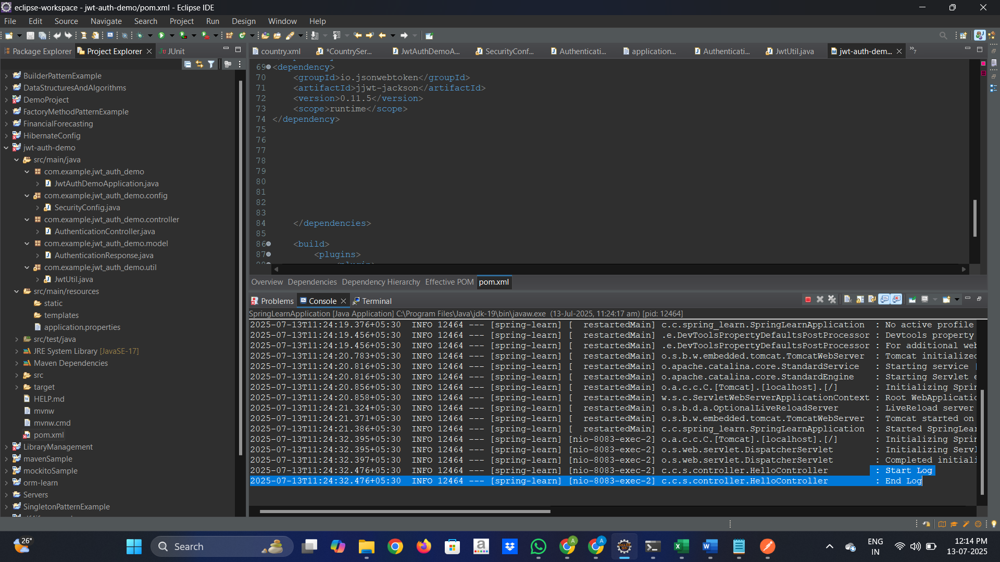 eclipse-workspace - jwt-auth-demo/pom.xml - Eclipse IDE
File Edit Source Navigate Search Project Run Design Window Help
Package Explorer
Project Explorer
JUnit
country.xml
*CountrySer...
JwtAuthDemoA...
SecurityConf...
Authenticati...
application...
Authenticati...
JwtUtil.java
jwt-auth-dem...
7
BuilderPatternExample
DataStructuresAndAlgorithms
DemoProject
FactoryMethodPatternExample
FinancialForecasting
HibernateConfig
jwt-auth-demo
src/main/java
com.example.jwt_auth_demo
JwtAuthDemoApplication.java
com.example.jwt_auth_demo.config
SecurityConfig.java
com.example.jwt_auth_demo.controller
AuthenticationController.java
com.example.jwt_auth_demo.model
AuthenticationResponse.java
com.example.jwt_auth_demo.util
JwtUtil.java
src/main/resources
static
templates
application.properties
src/test/java
JRE System Library [JavaSE-17]
Maven Dependencies
src
target
HELP.md
mvnw
mvnw.cmd
pom.xml
LibraryManagement
mavenSample
mockitoSample
orm-learn
Servers
SingletonPatternExample
69 <dependency>
70 <groupId>io.jsonwebtoken</groupId>
71 <artifactId>jjwt-jackson</artifactId>
72 <version>0.11.5</version>
73 <scope>runtime</scope>
74 </dependency>
75
76
77
78
79
80
81
82
83
84 </dependencies>
85
86 <build>
87 <plugins>
Overview Dependencies Dependency Hierarchy Effective POM pom.xml
Problems Console Terminal
SpringLearnApplication [Java Application] C:\Program Files\Java\jdk-19\bin\javaw.exe (13-Jul-2025, 11:24:17 am) [pid: 12464]
2025-07-13T11:24:19.376+05:30 INFO 12464 --- [spring-learn] [ restartedMain] c.c.spring_learn.SpringLearnApplication : No active profile
2025-07-13T11:24:19.456+05:30 INFO 12464 --- [spring-learn] [ restartedMain] .e.DevToolsPropertyDefaultsPostProcessor : Devtools property
2025-07-13T11:24:19.456+05:30 INFO 12464 --- [spring-learn] [ restartedMain] .e.DevToolsPropertyDefaultsPostProcessor : For additional web
2025-07-13T11:24:20.783+05:30 INFO 12464 --- [spring-learn] [ restartedMain] o.s.b.w.embedded.tomcat.TomcatWebServer : Tomcat initialized
2025-07-13T11:24:20.816+05:30 INFO 12464 --- [spring-learn] [ restartedMain] o.apache.catalina.core.StandardService : Starting service [
2025-07-13T11:24:20.816+05:30 INFO 12464 --- [spring-learn] [ restartedMain] o.apache.catalina.core.StandardEngine : Starting Servlet e
2025-07-13T11:24:20.856+05:30 INFO 12464 --- [spring-learn] [ restartedMain] o.a.c.c.C.[Tomcat].[localhost].[/] : Initializing Sprin
2025-07-13T11:24:20.858+05:30 INFO 12464 --- [spring-learn] [ restartedMain] w.s.c.ServletWebServerApplicationContext : Root WebApplicatio
2025-07-13T11:24:21.324+05:30 INFO 12464 --- [spring-learn] [ restartedMain] o.s.b.d.a.OptionalLiveReloadServer : LiveReload server
2025-07-13T11:24:21.371+05:30 INFO 12464 --- [spring-learn] [ restartedMain] o.s.b.w.embedded.tomcat.TomcatWebServer : Tomcat started on
2025-07-13T11:24:21.386+05:30 INFO 12464 --- [spring-learn] [ restartedMain] c.c.spring_learn.SpringLearnApplication : Started SpringLear
2025-07-13T11:24:32.395+05:30 INFO 12464 --- [spring-learn] [nio-8083-exec-2] o.a.c.c.C.[Tomcat].[localhost].[/] : Initializing Sprin
2025-07-13T11:24:32.395+05:30 INFO 12464 --- [spring-learn] [nio-8083-exec-2] o.s.web.servlet.DispatcherServlet : Initializing Servl
2025-07-13T11:24:32.397+05:30 INFO 12464 --- [spring-learn] [nio-8083-exec-2] o.s.web.servlet.DispatcherServlet : Completed initiali
2025-07-13T11:24:32.476+05:30 INFO 12464 --- [spring-learn] [nio-8083-exec-2] c.c.s.controller.HelloController : Start Log
2025-07-13T11:24:32.476+05:30 INFO 12464 --- [spring-learn] [nio-8083-exec-2] c.c.s.controller.HelloController : End Log
26°
Search
ENG
IN
12:14 PM
13-07-2025